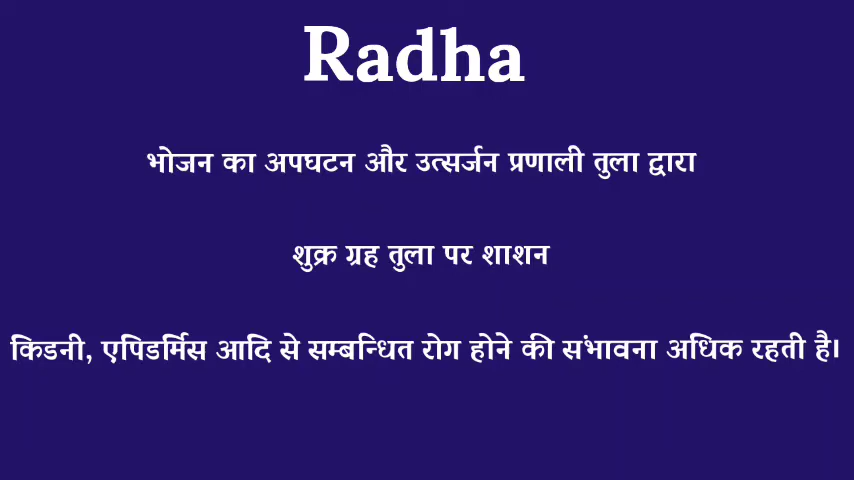 Radha
भोजन का अपघटन और उत्सर्जन प्रणाली तुला द्वारा
शुक्र ग्रह तुला पर शाशन
किडनी, एपिडर्मिस आदि से सम्बन्धित रोग होने की संभावना अधिक रहती है।